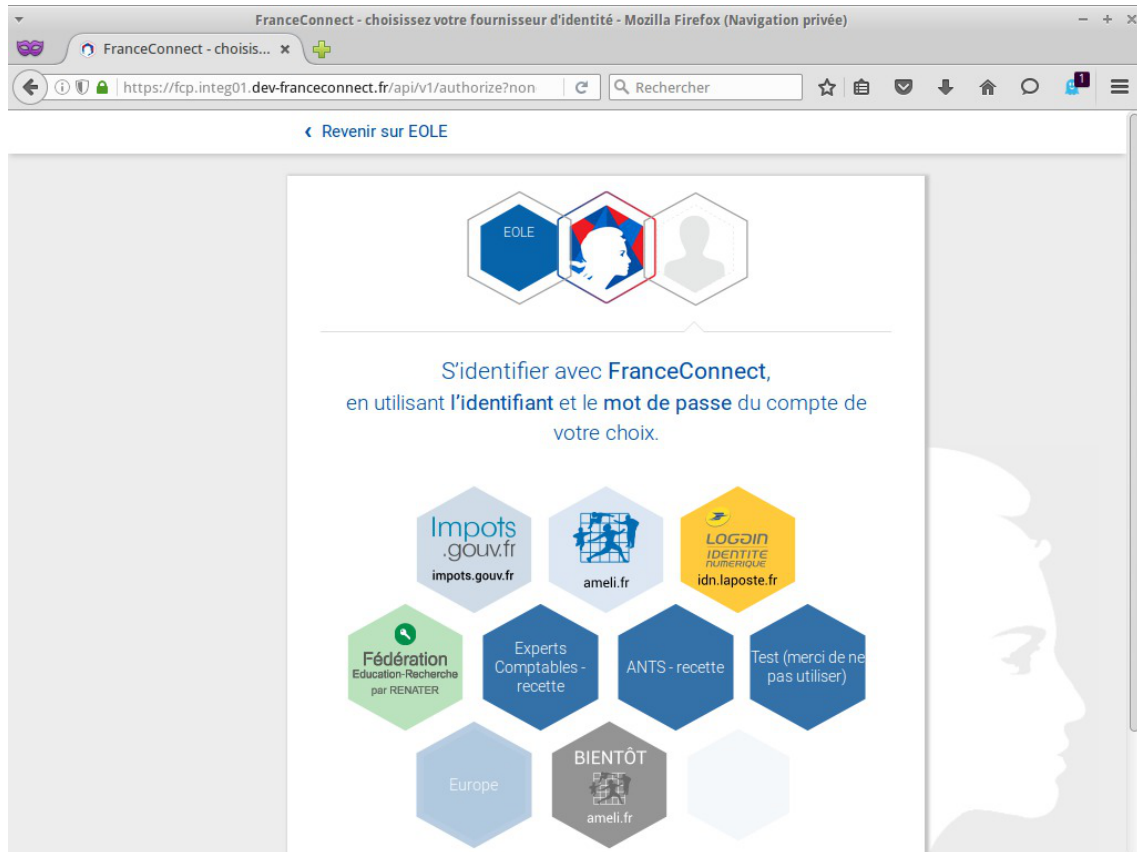 FranceConnect - choisissez votre fournisseur d'identité - Mozilla Firefox (Navigation privée)
FranceConnect - choisis...
https://fcp.integ01.dev-franceconnect.fr/api/v1/authorize?non
Rechercher
1
Revenir sur EOLE
EOLE
S'identifier avec FranceConnect,
en utilisant l'identifiant et le mot de passe du compte de
votre choix.
Impots
.gouv.fr
impots.gouv.fr
ameli.fr
LOGIN
IDENTITE
NUMERIQUE
idn.laposte.fr
Fédération
Education-Recherche
par RENATER
Experts
Comptables -
recette
ANTS - recette
Test (merci de ne
pas utiliser)
Europe
BIENTÔT
ameli.fr